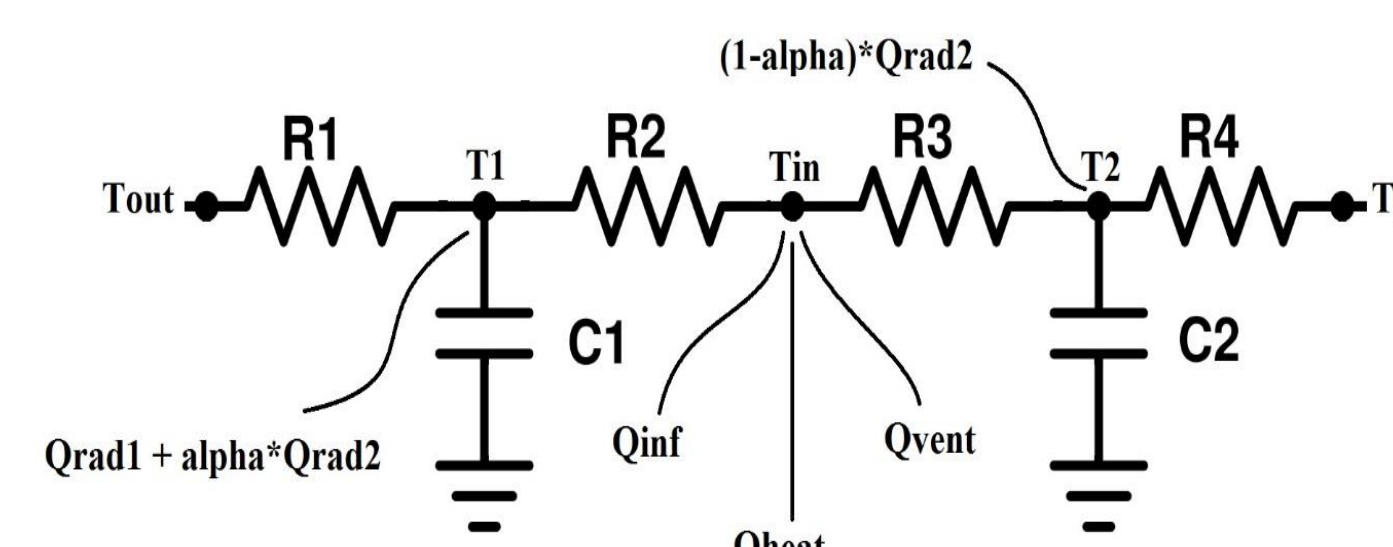 (1-alpha)*Qrad2
R1
R2
R3
R4
Tout
T1
Tin
T2
T
C1
C2
Qrad1 + alpha*Qrad2
Qinf
Qvent